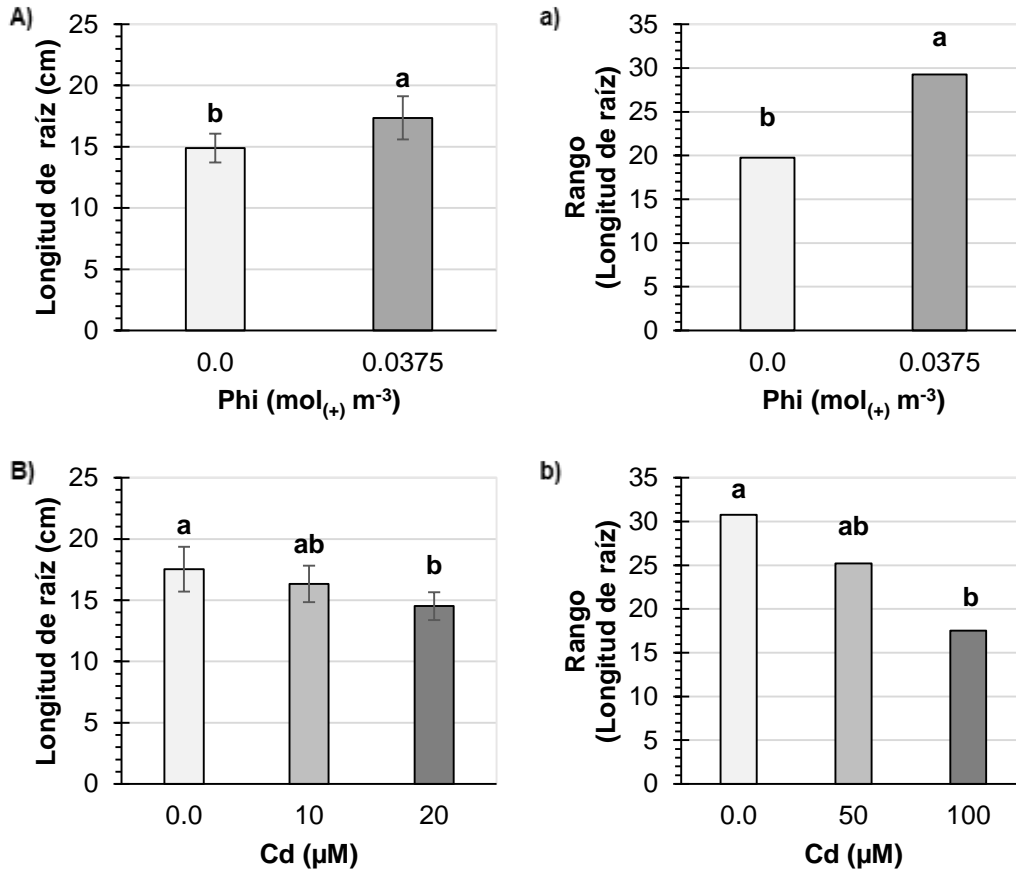 A)
Longitud de raíz (cm)
25
20
15
10
5
0
b
a
0.0 0.0375
Phi (mol(+) m-3)
a)
Rango
(Longitud de raíz)
35
30
25
20
15
10
5
0
b
a
0.0 0.0375
Phi (mol(+) m-3)
B)
Longitud de raíz (cm)
25
20
15
10
5
0
a
ab
b
0.0 10 20
Cd (µM)
b)
Rango
(Longitud de raíz)
35
30
25
20
15
10
5
0
a
ab
b
0.0 50 100
Cd (µM)